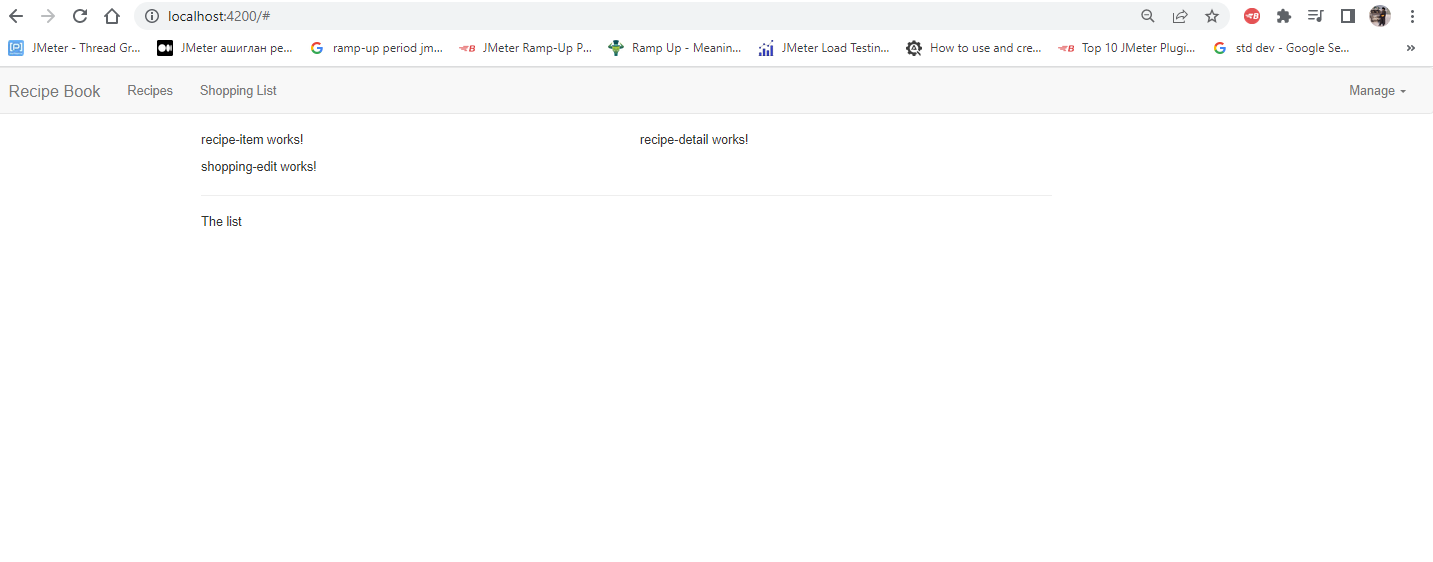 localhost:4200/#
JMeter - Thread Gr...
JMeter ашиглан ре...
ramp-up period jm...
JMeter Ramp-Up P...
Ramp Up - Meanin...
JMeter Load Testin...
How to use and cre...
Top 10 JMeter Plugi...
std dev - Google Se...
»
Recipe Book Recipes Shopping List Manage
recipe-item works! recipe-detail works!
shopping-edit works!
The list